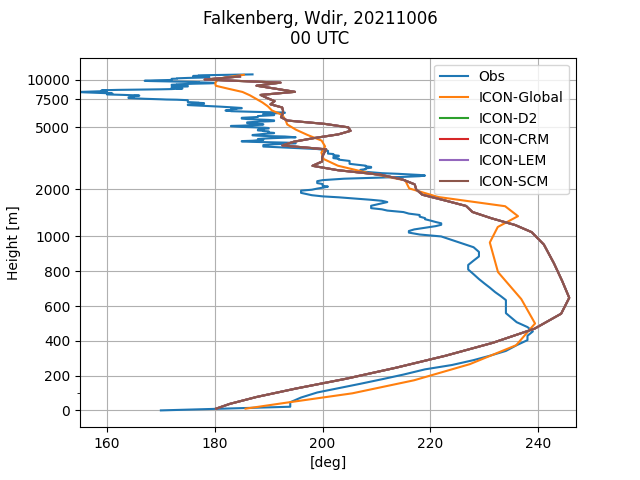 Falkenberg, Wdir, 20211006
00 UTC
10000
7500
5000
2000
1000
800
600
400
200
0
Height [m]
Obs
ICON-Global
ICON-D2
ICON-CRM
ICON-LEM
ICON-SCM
160
180
200
220
240
[deg]